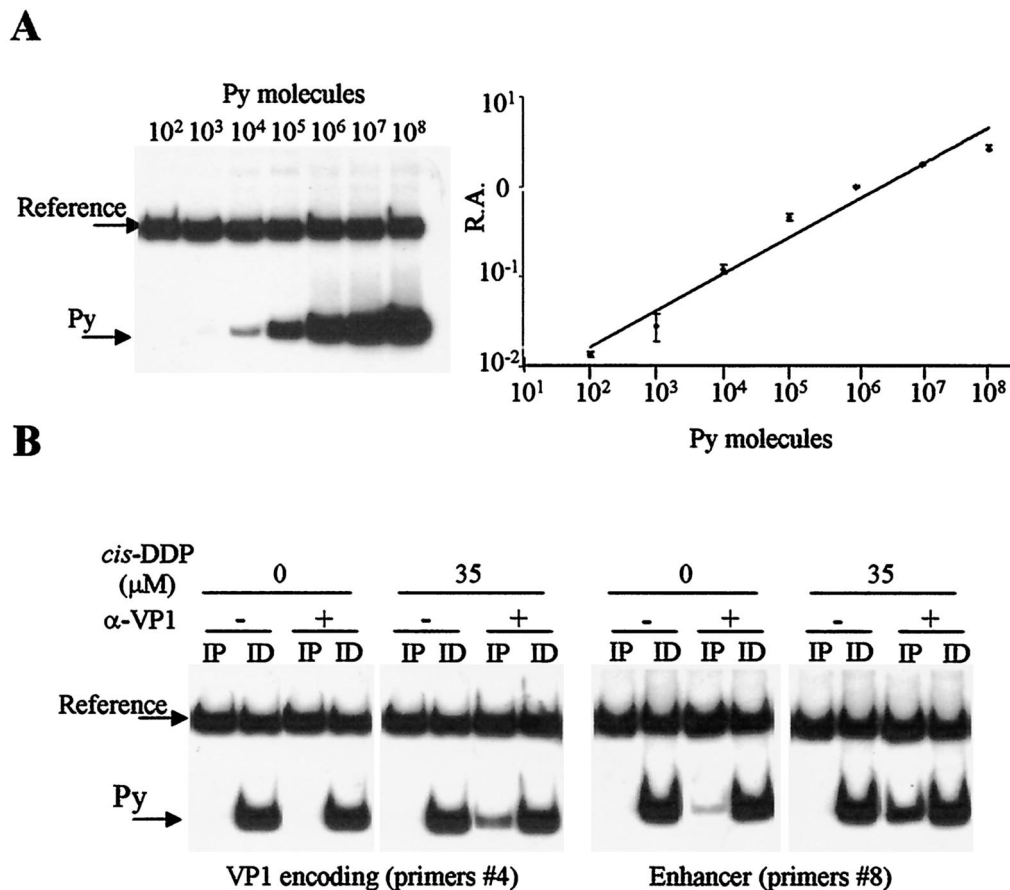 A
Py molecules
10² 10³ 10⁴ 10⁵ 10⁶ 10⁷ 10⁸
Reference
Py
R.A.
10¹
0
10⁻¹
10⁻²
10¹ 10² 10³ 10⁴ 10⁵ 10⁶ 10⁷ 10⁸
Py molecules
B
cis-DDP
(μM)
0 35 0 35
α-VP1
- + - + - + - +
IP ID IP ID IP ID IP ID IP ID IP ID IP ID IP ID
Reference
Py
VP1 encoding (primers #4) Enhancer (primers #8)